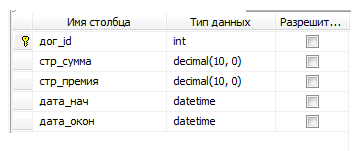 Имя столбца Тип данных Разрешит...
дог_id int
стр_сумма decimal(10, 0)
стр_премия decimal(10, 0)
дата_нач datetime
дата_окон datetime